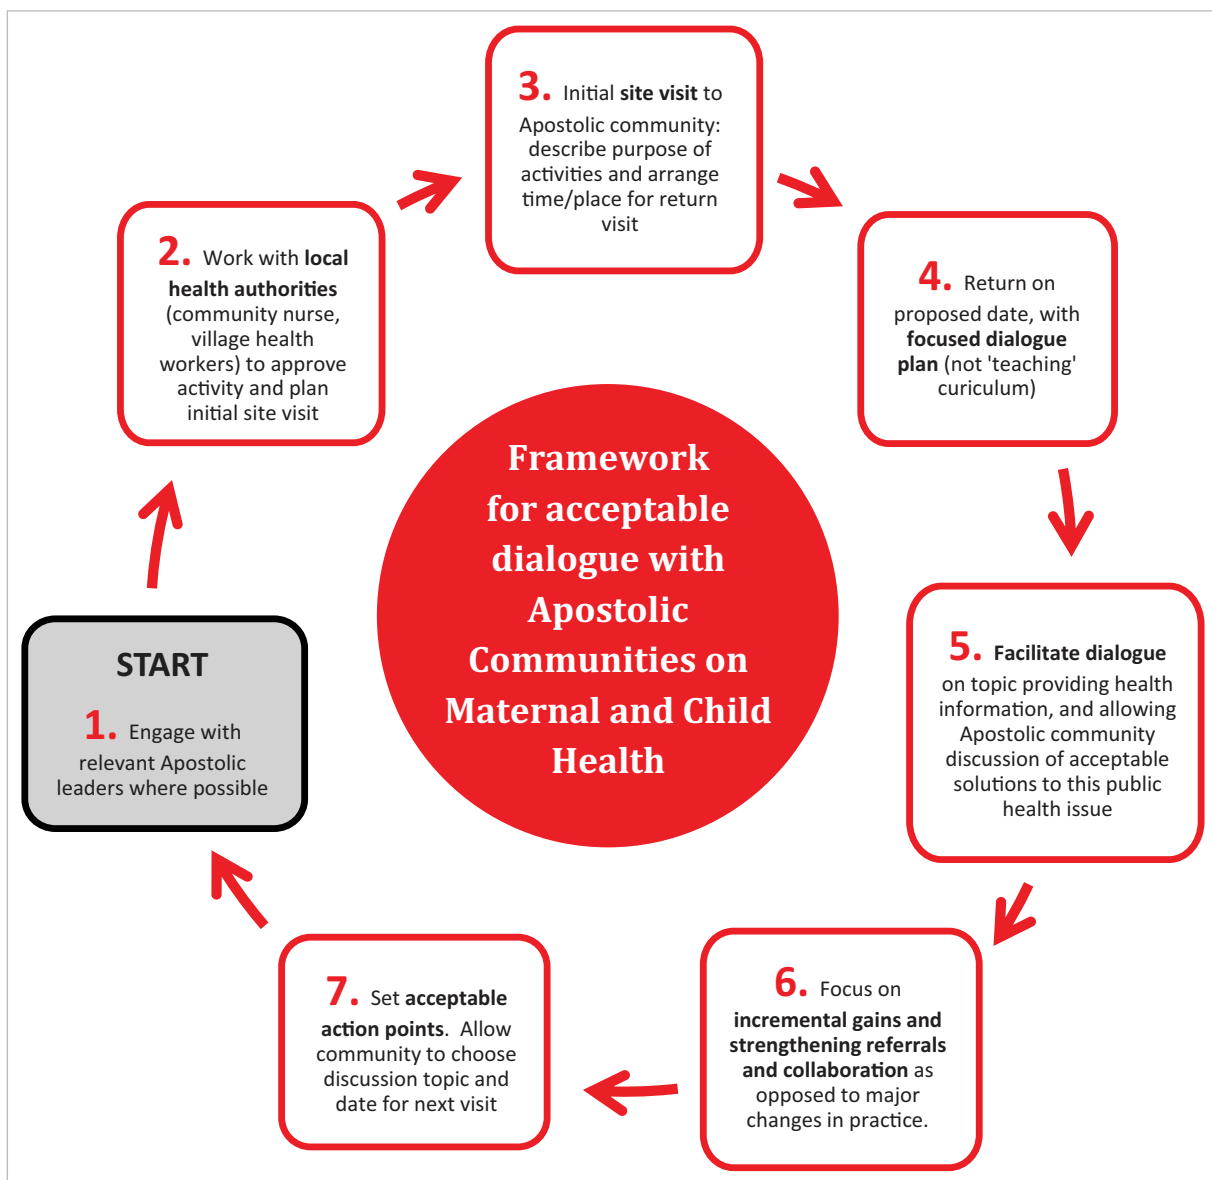 START
1. Engage with
relevant Apostolic
leaders where possible
2. Work with local
health authorities
(community nurse,
village health
workers) to approve
activity and plan
initial site visit
3. Initial site visit to
Apostolic community:
describe purpose of
activities and arrange
time/place for return
visit
4. Return on
proposed date, with
focused dialogue
plan (not 'teaching'
curiculum)
5. Facilitate dialogue
on topic providing health
information, and allowing
Apostolic community
discussion of acceptable
solutions to this public
health issue
6. Focus on
incremental gains and
strengthening referrals
and collaboration as
opposed to major
changes in practice.
7. Set acceptable
action points. Allow
community to choose
discussion topic and
date for next visit
Framework
for acceptable
dialogue with
Apostolic
Communities on
Maternal and Child
Health